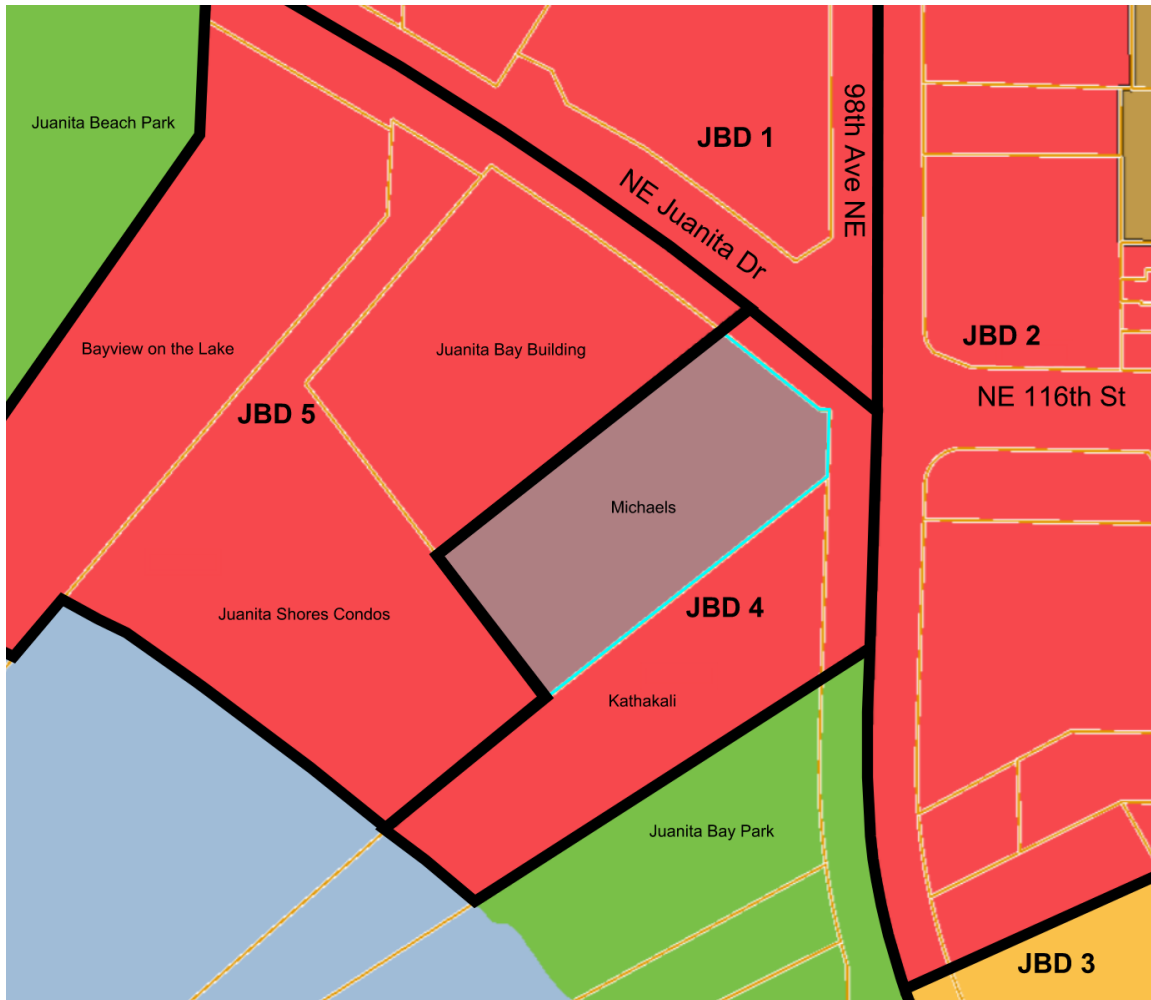 Juanita Beach Park
98th Ave NE
JBD 1
NE Juanita Dr
JBD 2
Bayview on the Lake
Juanita Bay Building
NE 116th St
JBD 5
Michaels
Juanita Shores Condos
JBD 4
Kathakali
Juanita Bay Park
JBD 3